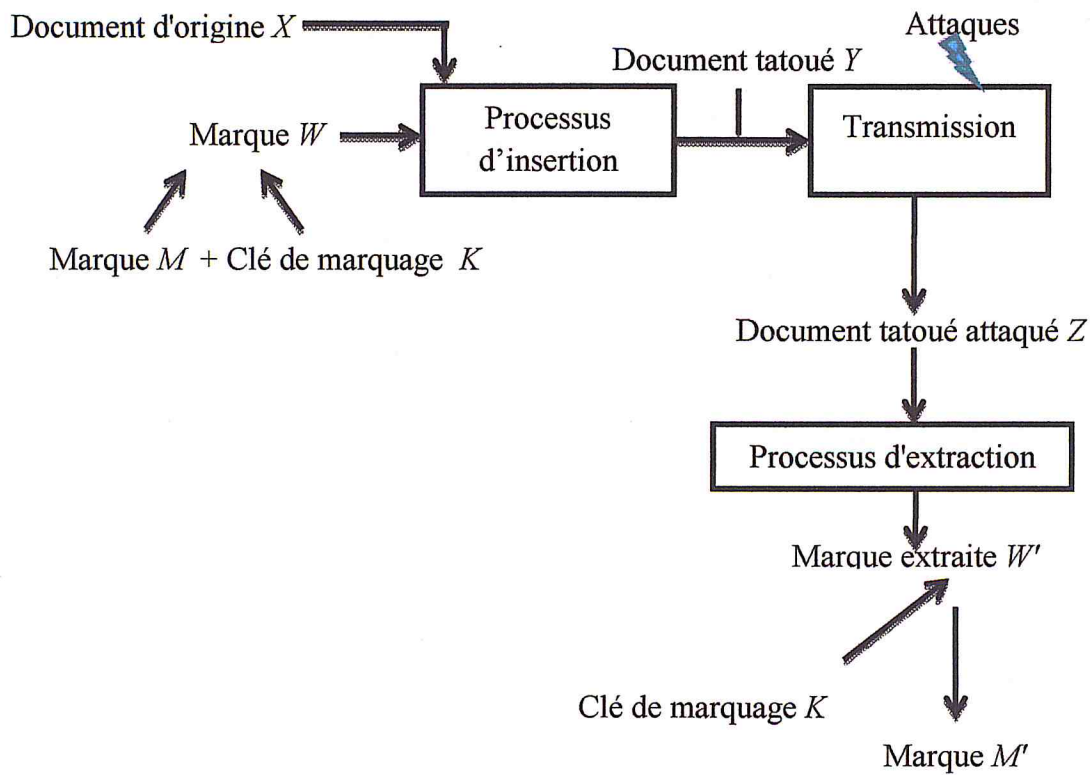 Document d'origine X
Attaques
Document tatoué Y
Marque W
Processus
d’insertion
Transmission
Marque M + Clé de marquage K
Document tatoué attaqué Z
Processus d'extraction
Marque extraite W'
Clé de marquage K
Marque M'